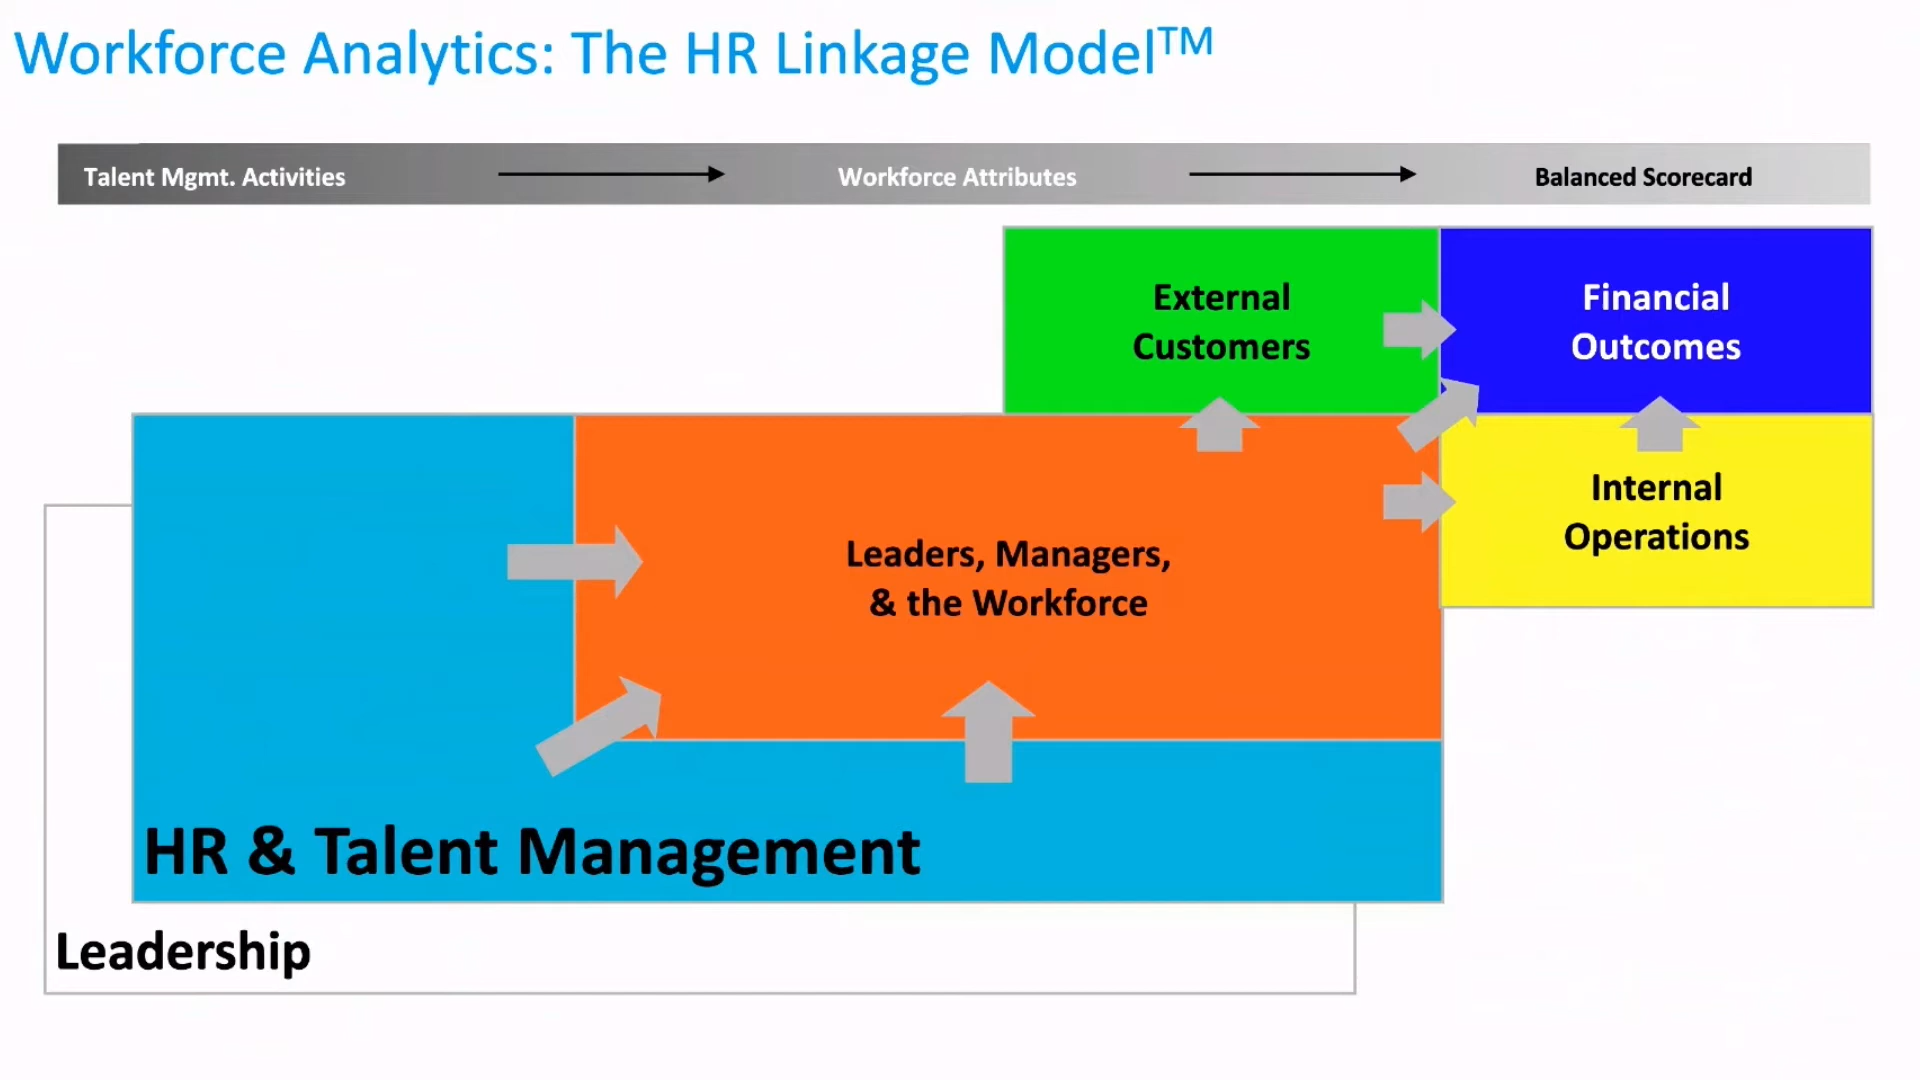 Workforce Analytics: The HR Linkage Model™
Talent Mgmt. Activities
Workforce Attributes
Balanced Scorecard
External
Customers
Financial
Outcomes
Internal
Operations
Leaders, Managers,
& the Workforce
HR & Talent Management
Leadership